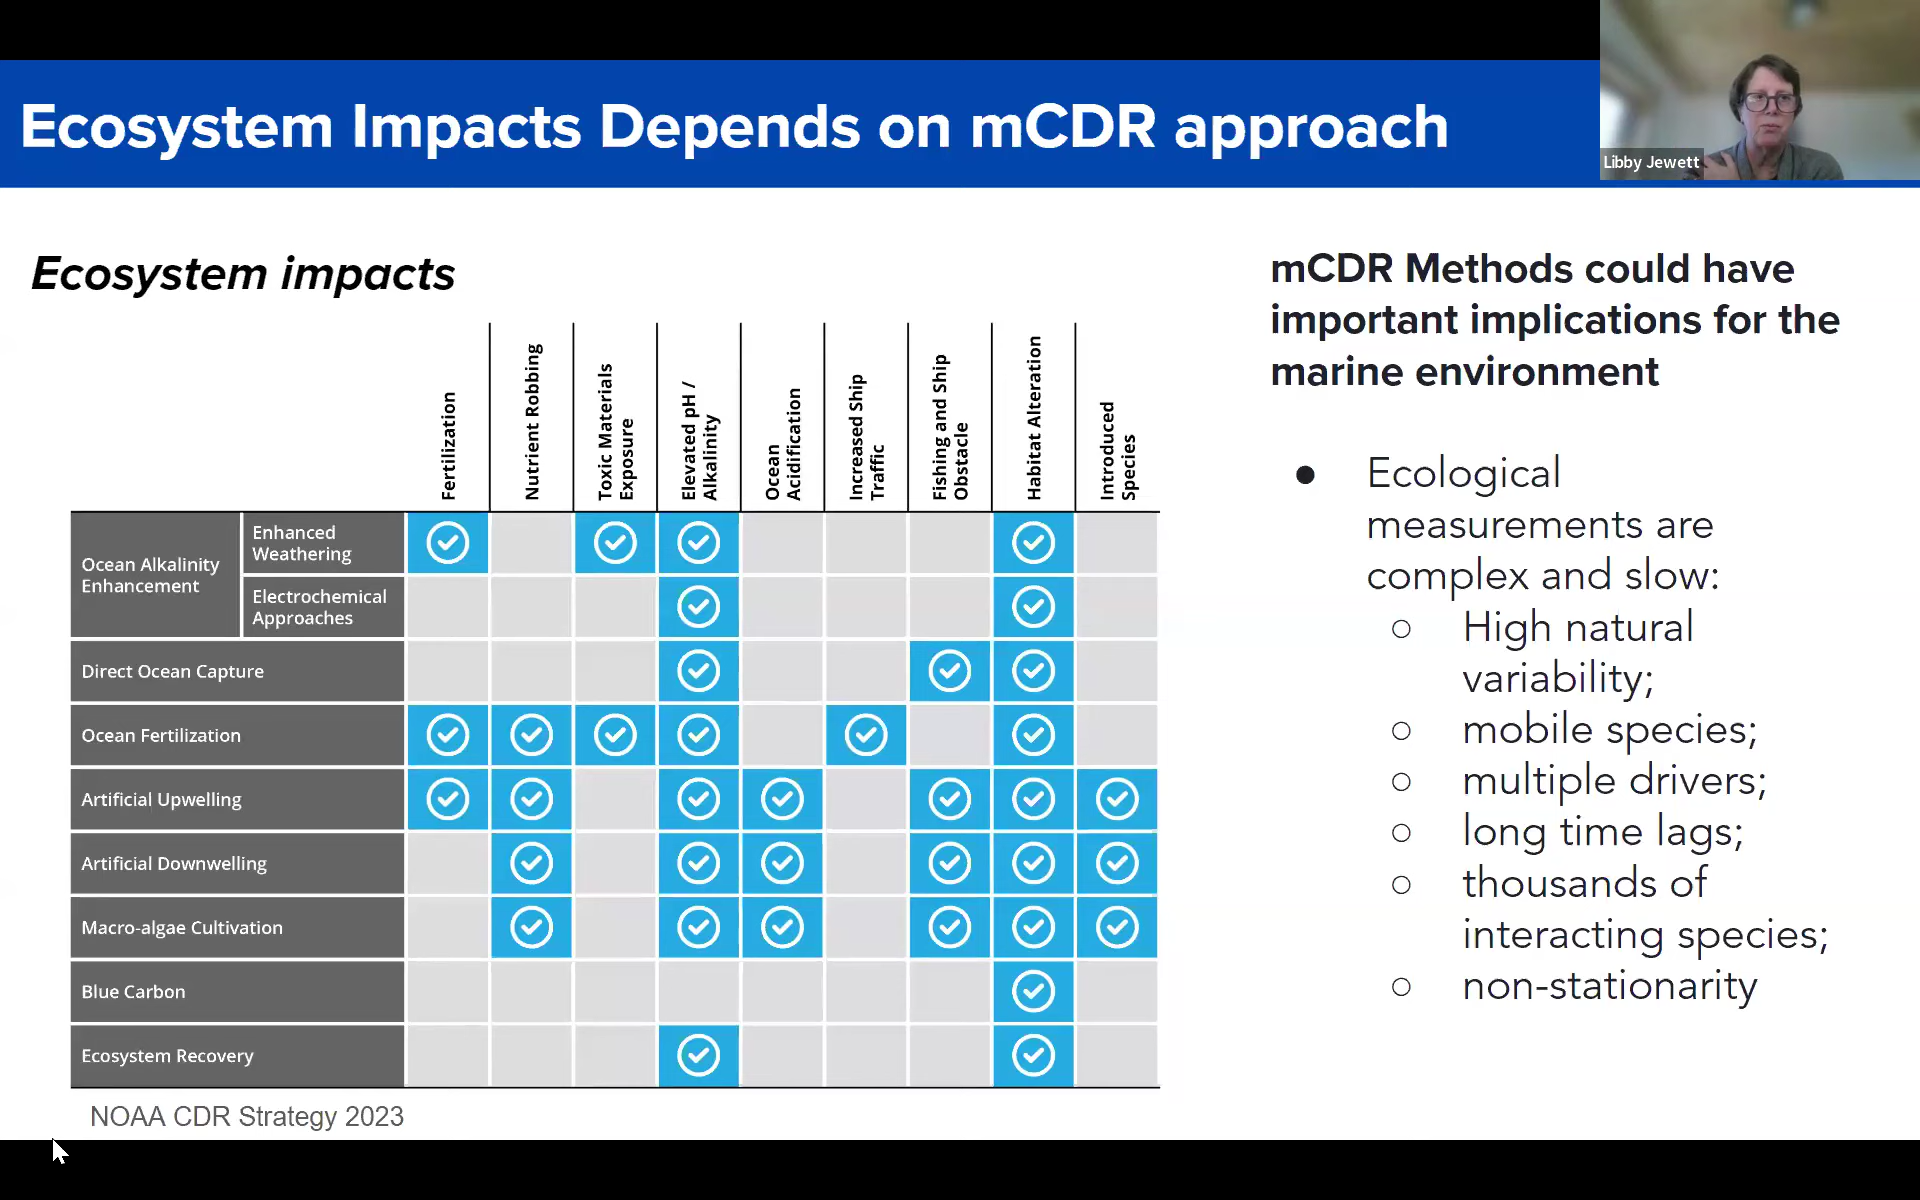 Ecosystem Impacts Depends on mCDR approach
Libby Jewett
Ecosystem impacts
Fertilization
Nutrient Robbing
Toxic Materials
Exposure
Elevated pH /
Alkalinity
Ocean
Acidification
Increased Ship
Traffic
Fishing and Ship
Obstacle
Habitat Alteration
Introduced
Species
Ocean Alkalinity
Enhancement
Enhanced
Weathering
Electrochemical
Approaches
Direct Ocean Capture
Ocean Fertilization
Artificial Upwelling
Artificial Downwelling
Macro-algae Cultivation
Blue Carbon
Ecosystem Recovery
NOAA CDR Strategy 2023
mCDR Methods could have
important implications for the
marine environment
● Ecological
measurements are
complex and slow:
○ High natural
variability;
○ mobile species;
○ multiple drivers;
○ long time lags;
○ thousands of
interacting species;
○ non-stationarity